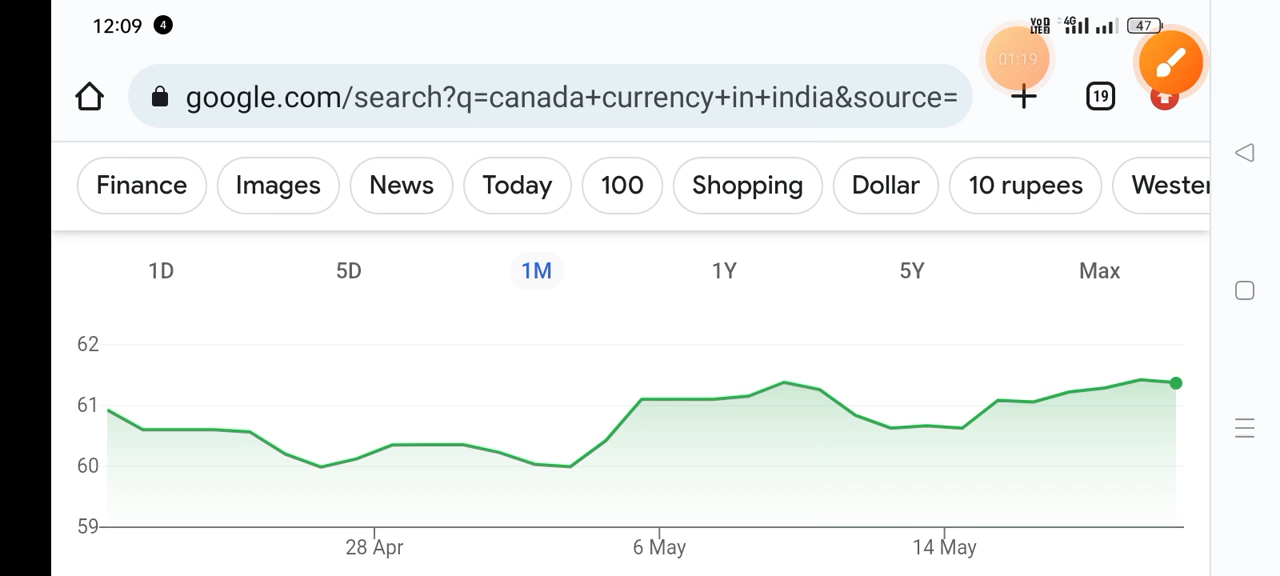 12:09 4 VoD LTE2 4G 47
01:19
google.com/search?q=canada+currency+in+india&source= 19
Finance Images News Today 100 Shopping Dollar 10 rupees Wester
1D 5D 1M 1Y 5Y Max
62
61
60
59
28 Apr 6 May 14 May